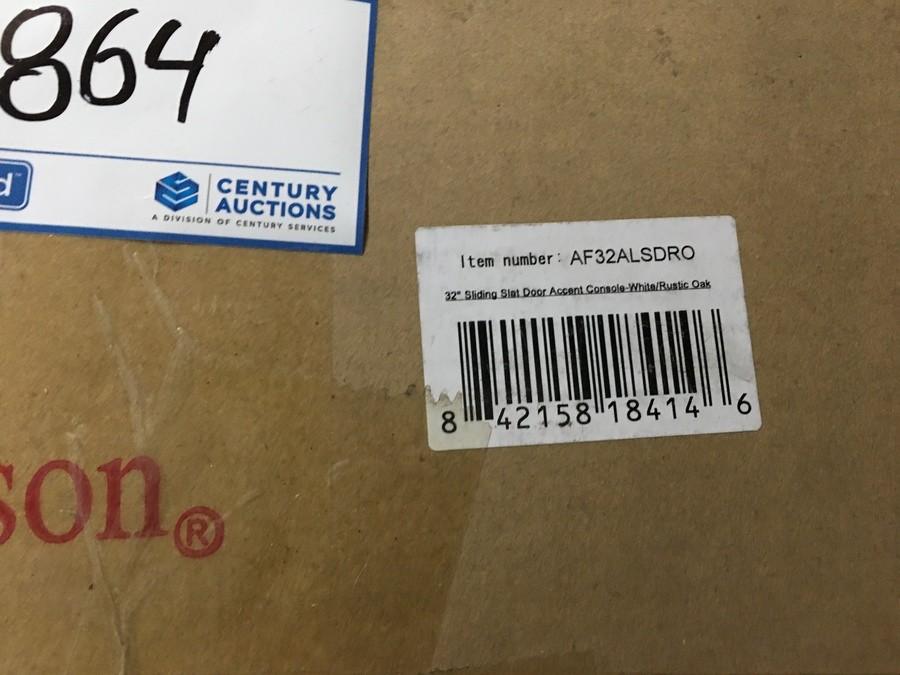 864
d™
CENTURY
AUCTIONS
A DIVISION OF CENTURY SERVICES
Item number: AF32ALSDRO
32" Sliding Slat Door Accent Console-White/Rustic Oak
8 42158 18414 6
son®